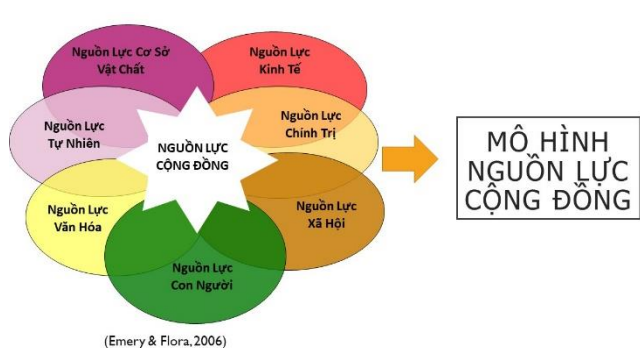 Nguồn Lực Cơ Sở
Vật Chất
Nguồn Lực
Kinh Tế
Nguồn Lực
Tự Nhiên
NGUỒN LỰC
CỘNG ĐỒNG
Nguồn Lực
Chính Trị
Nguồn Lực
Văn Hóa
Nguồn Lực
Xã Hội
Nguồn Lực
Con Người
(Emery & Flora, 2006)
MÔ HÌNH
NGUỒN LỰC
CỘNG ĐỒNG